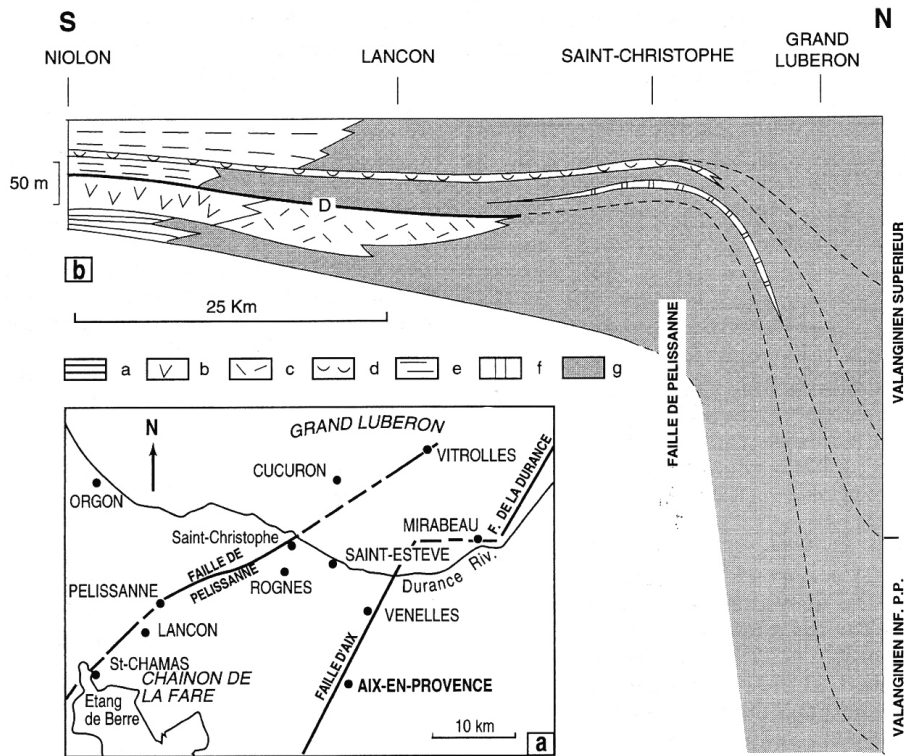 S
N
NIOLON
LANCON
SAINT-CHRISTOPHE
GRAND
LUBERON
50 m
D
b
25 Km
FAILLE DE PELISSANNE
VALANGINIEN SUPERIEUR
VALANGINIEN INF. P.P.
a b c d e f g
N
GRAND LUBERON
VITROLLES
CUCURON
ORGON
F. DE LA DURANCE
MIRABEAU
Saint-Christophe
SAINT-ESTEVE
FAILLE DE
PELISSANNE
ROGNES
Durance Riv.
PELISSANNE
VENELLES
LANCON
FAILLE D'AIX
St-CHAMAS
CHAINON DE
LA FARE
AIX-EN-PROVENCE
Etang
de Berre
10 km
a